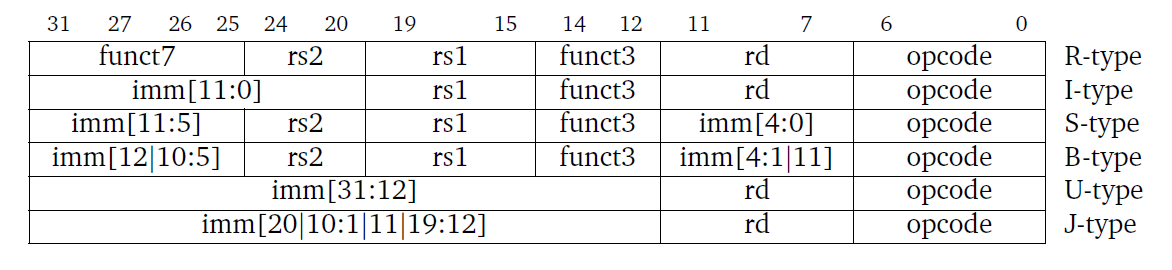 31 27 26 25 24 20 19 15 14 12 11 7 6 0
funct7 rs2 rs1 funct3 rd opcode R-type
imm[11:0] rs1 funct3 rd opcode I-type
imm[11:5] rs2 rs1 funct3 imm[4:0] opcode S-type
imm[12|10:5] rs2 rs1 funct3 imm[4:1|11] opcode B-type
imm[31:12] rd opcode U-type
imm[20|10:1|11|19:12] rd opcode J-type